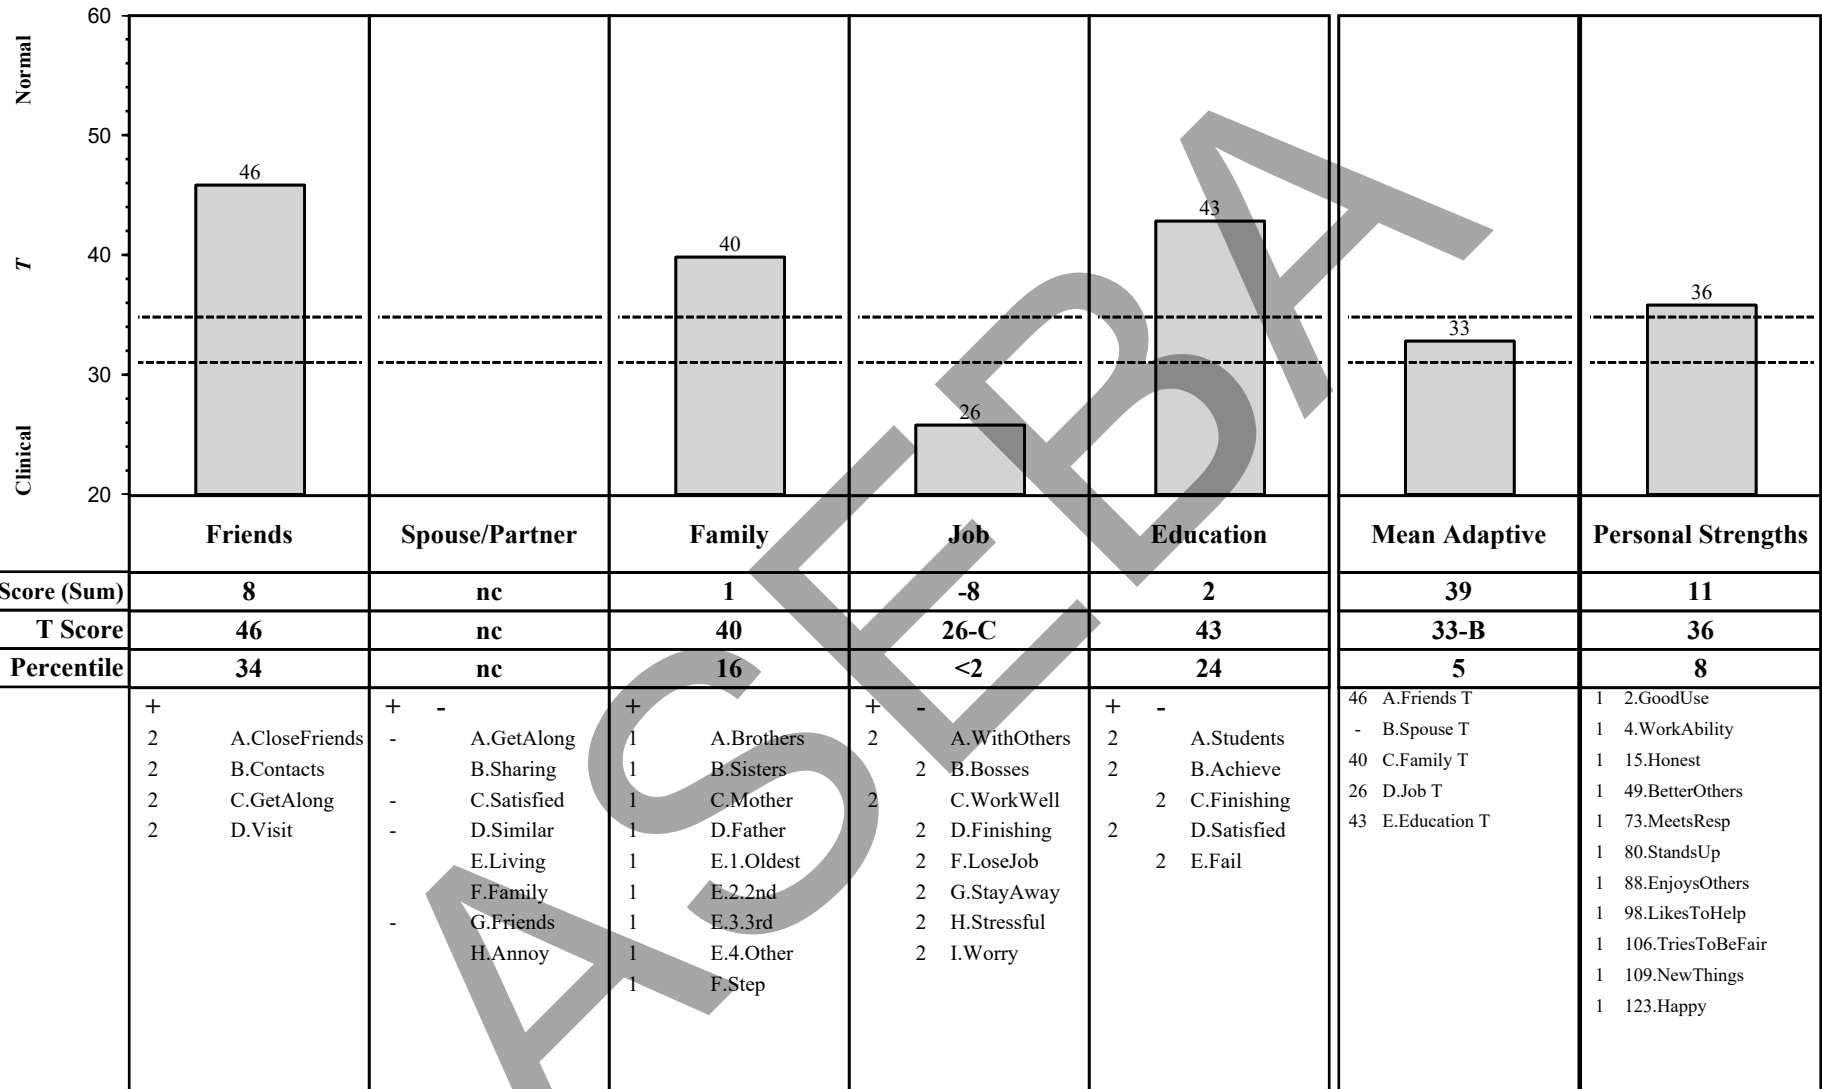 60
Normal
50
T
40
30
Clinical
20
46
40
26
43
33
36
Friends Spouse/Partner Family Job Education Mean Adaptive Personal Strengths
Score (Sum) 8 nc 1 -8 2 39 11
T Score 46 nc 40 26-C 43 33-B 36
Percentile 34 nc 16 <2 24 5 8
+
2 A.CloseFriends
2 B.Contacts
2 C.GetAlong
2 D.Visit
+ -
- A.GetAlong
B.Sharing
- C.Satisfied
- D.Similar
E.Living
F.Family
- G.Friends
H.Annoy
+
1 A.Brothers
1 B.Sisters
1 C.Mother
1 D.Father
1 E.1.Oldest
1 E.2.2nd
1 E.3.3rd
1 E.4.Other
1 F.Step
+ -
2 A.WithOthers
2 B.Bosses
2 C.WorkWell
2 D.Finishing
2 F.LoseJob
2 G.StayAway
2 H.Stressful
2 I.Worry
+ -
2 A.Students
2 B.Achieve
2 C.Finishing
2 D.Satisfied
2 E.Fail
46 A.Friends T
- B.Spouse T
40 C.Family T
26 D.Job T
43 E.Education T
1 2.GoodUse
1 4.WorkAbility
1 15.Honest
1 49.BetterOthers
1 73.MeetsResp
1 80.StandsUp
1 88.EnjoysOthers
1 98.LikesToHelp
1 106.TriesToBeFair
1 109.NewThings
1 123.Happy
ASEBA